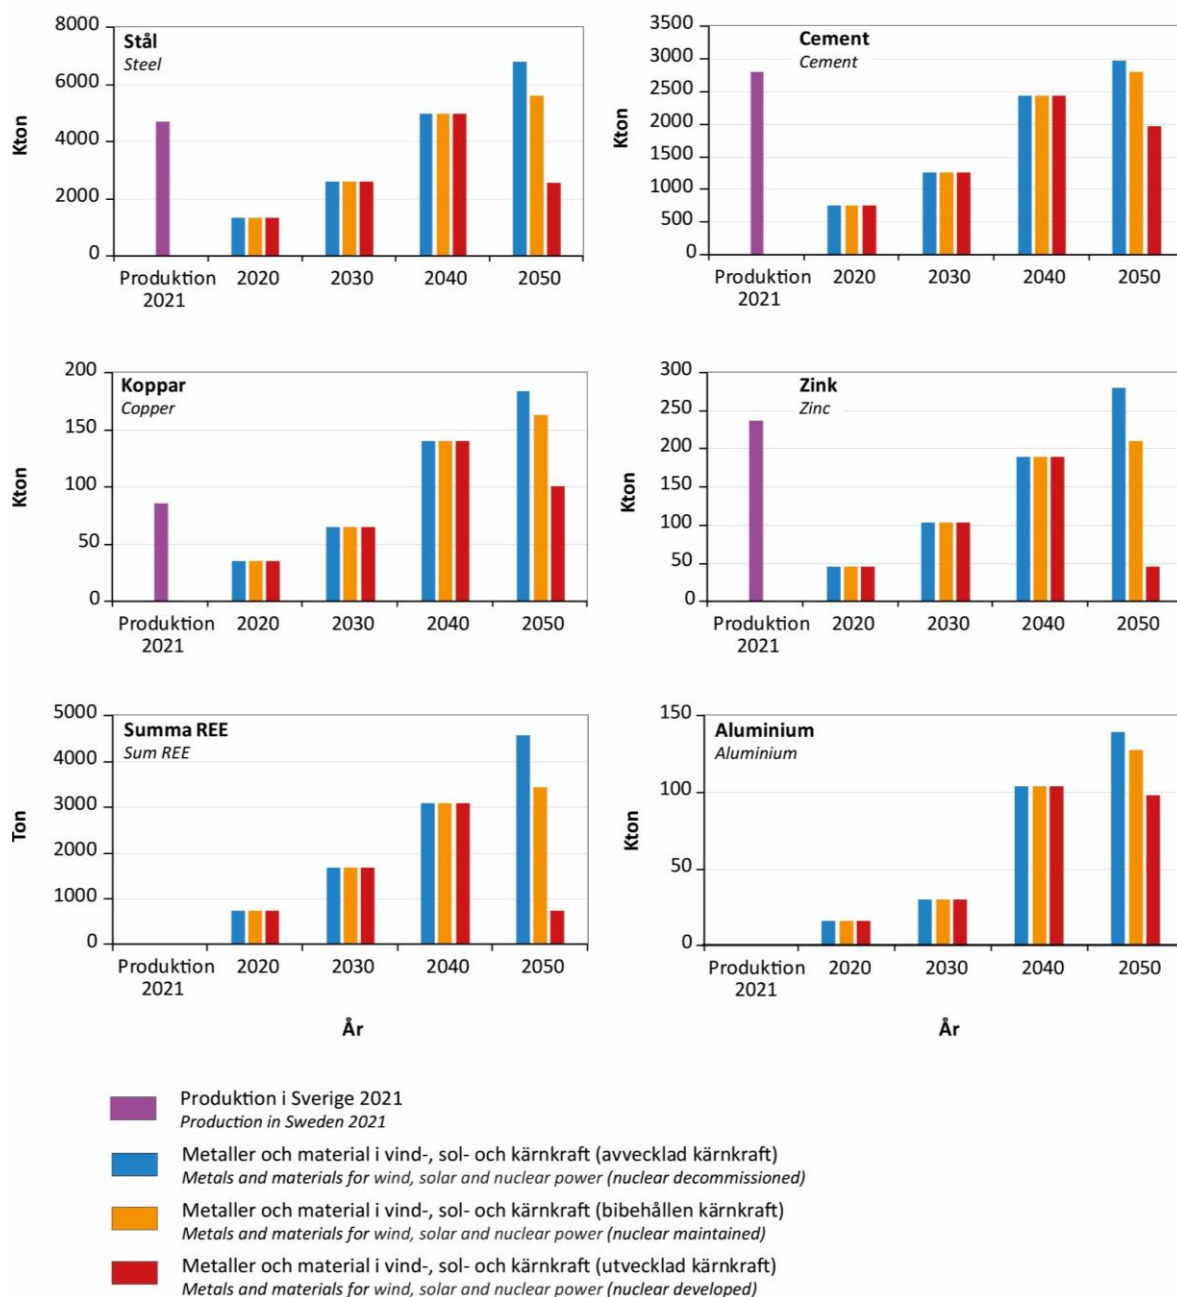 Stål
Steel
Kton
8000
6000
4000
2000
0
Produktion
2021
2020
2030
2040
2050
Cement
Cement
Kton
3500
3000
2500
2000
1500
1000
500
0
Produktion
2021
2020
2030
2040
2050
Koppar
Copper
Kton
200
150
100
50
0
Produktion
2021
2020
2030
2040
2050
Zink
Zinc
Kton
300
250
200
150
100
50
0
Produktion
2021
2020
2030
2040
2050
Summa REE
Sum REE
Ton
5000
4000
3000
2000
1000
0
Produktion
2021
2020
2030
2040
2050
År
Aluminium
Aluminium
Kton
150
100
50
0
Produktion
2021
2020
2030
2040
2050
År
Produktion i Sverige 2021
Production in Sweden 2021
Metaller och material i vind-, sol- och kärnkraft (avvecklad kärnkraft)
Metals and materials for wind, solar and nuclear power (nuclear decommissioned)
Metaller och material i vind-, sol- och kärnkraft (bibehållen kärnkraft)
Metals and materials for wind, solar and nuclear power (nuclear maintained)
Metaller och material i vind-, sol- och kärnkraft (utvecklad kärnkraft)
Metals and materials for wind, solar and nuclear power (nuclear developed)